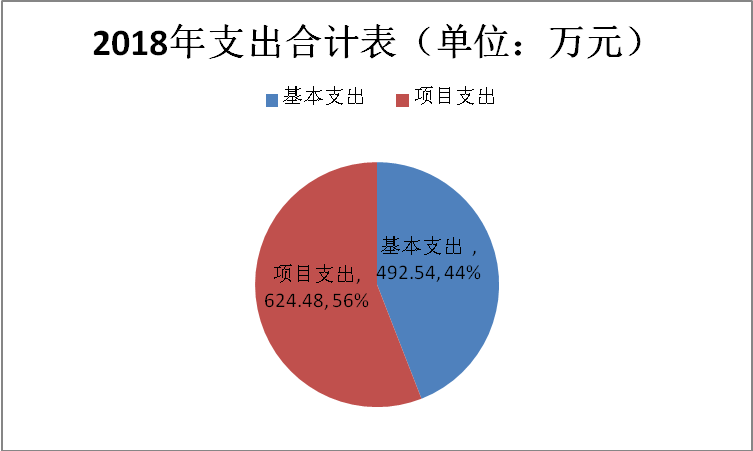 2018年支出合计表（单位：万元）
基本支出 项目支出
基本支出，
492.54, 44%
项目支出,
624.48, 56%